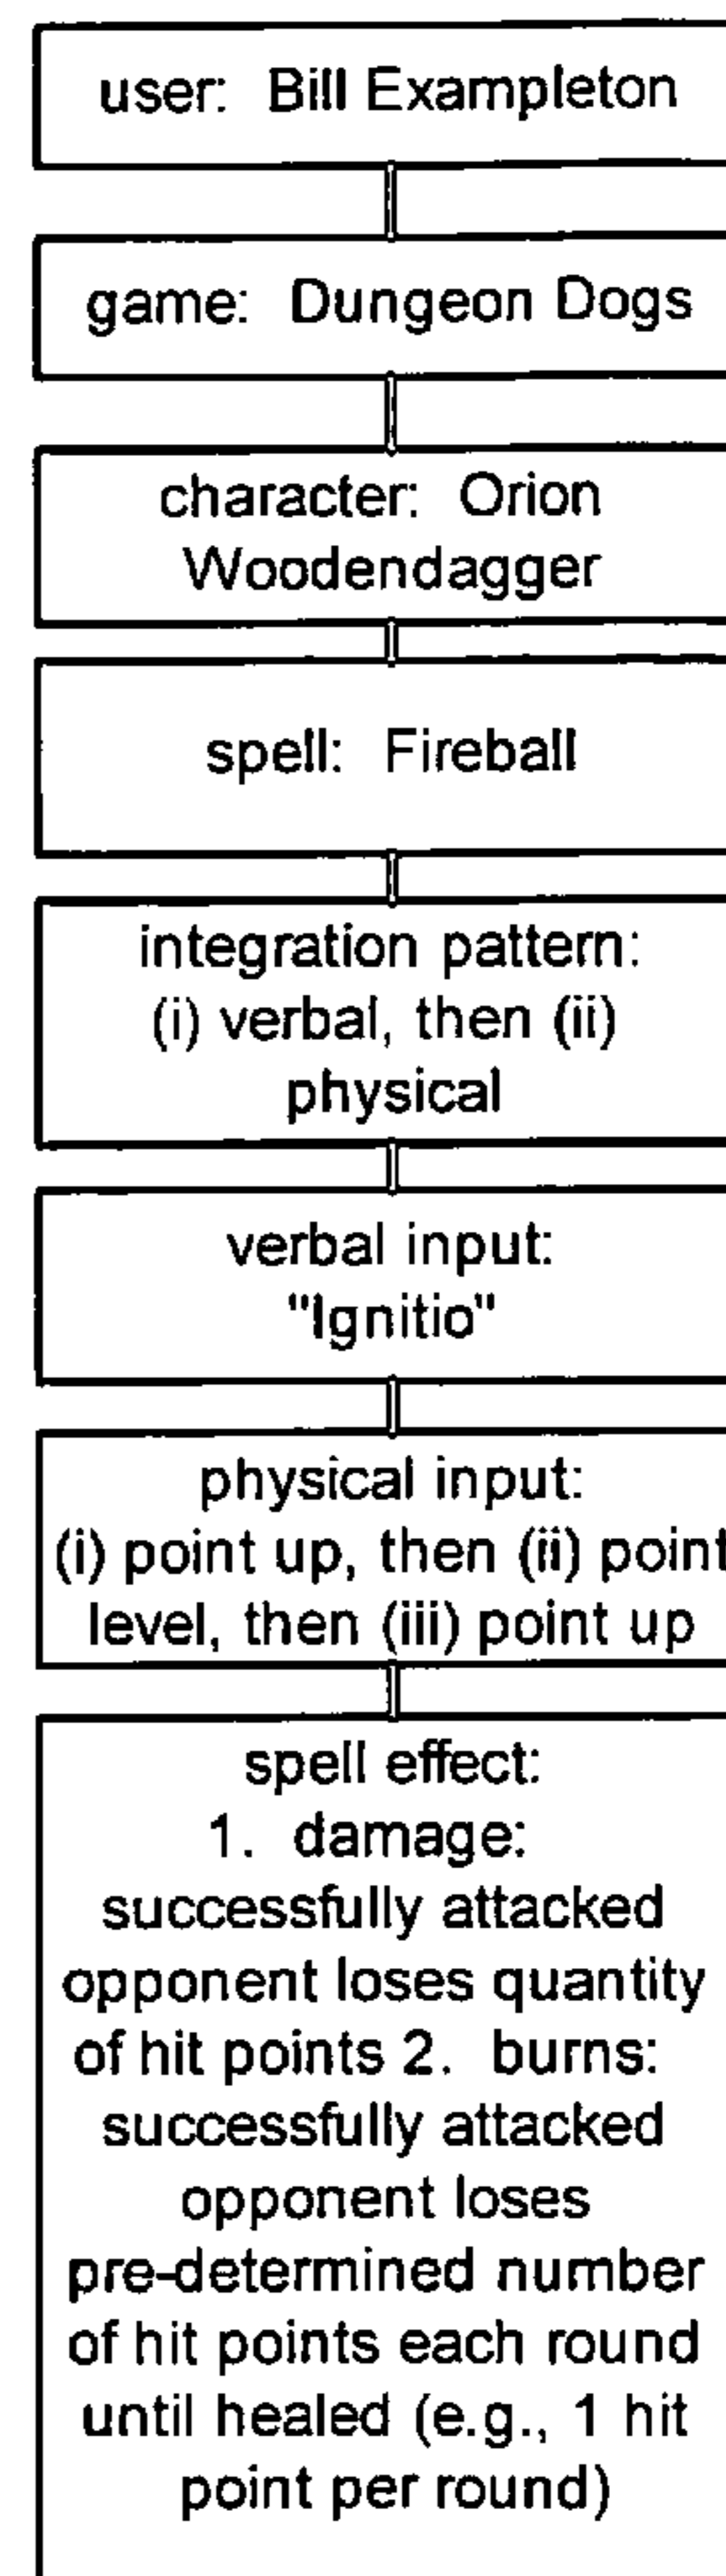 user: Bill Exampleton
game: Dungeon Dogs
character: Orion
Woodendagger
spell: Fireball
integration pattern:
(i) verbal, then (ii)
physical
verbal input:
"Ignitio"
physical input:
(i) point up, then (ii) point
level, then (iii) point up
spell effect:
1. damage:
successfully attacked
opponent loses quantity
of hit points 2. burns:
successfully attacked
opponent loses
pre-determined number
of hit points each round
until healed (e.g., 1 hit
point per round)